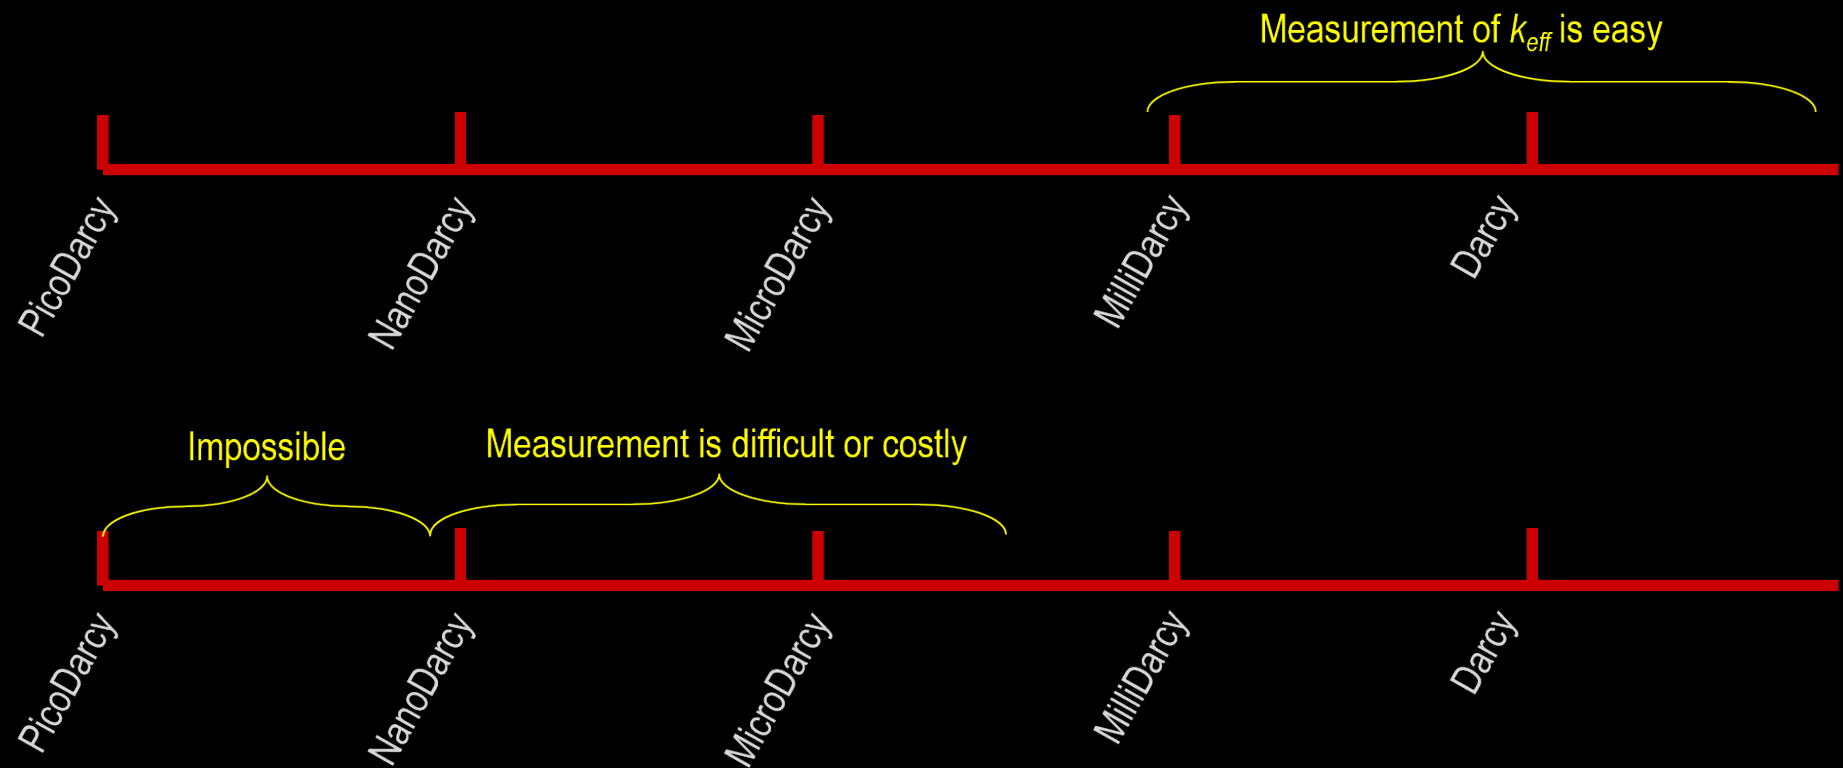 Measurement of keff is easy
PicoDarcy
NanoDarcy
MicroDarcy
MilliDarcy
Darcy
Impossible
Measurement is difficult or costly
PicoDarcy
NanoDarcy
MicroDarcy
MilliDarcy
Darcy